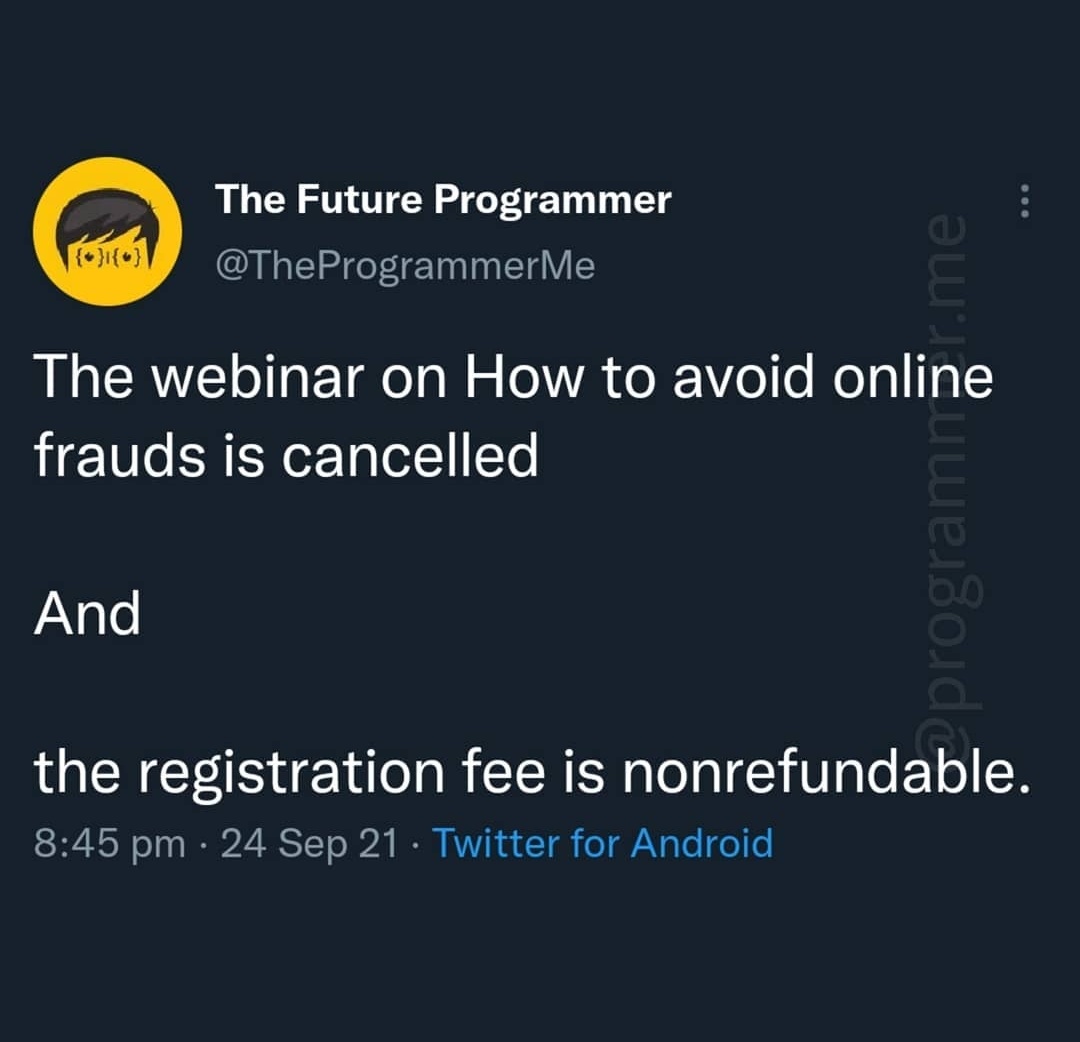 The Future Programmer
@TheProgrammerMe
{•}|{•}
The webinar on How to avoid online
frauds is cancelled
And
the registration fee is nonrefundable.
8:45 pm · 24 Sep 21 · Twitter for Android
@programmer.me